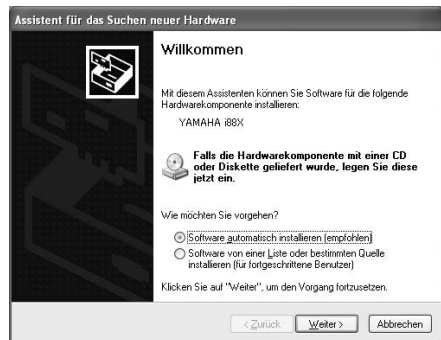 Assistent für das Suchen neuer Hardware
Willkommen
Mit diesem Assistenten können Sie Software für die folgende
Hardwarekomponente installieren:
YAMAHA i88X
Falls die Hardwarekomponente mit einer CD
oder Diskette geliefert wurde, legen Sie diese
jetzt ein.
Wie möchten Sie vorgehen?
Software automatisch installieren (empfohlen)
Software von einer Liste oder bestimmten Quelle
installieren (für fortgeschrittene Benutzer)
Klicken Sie auf "Weiter", um den Vorgang fortzusetzen.
< Zurück Weiter > Abbrechen